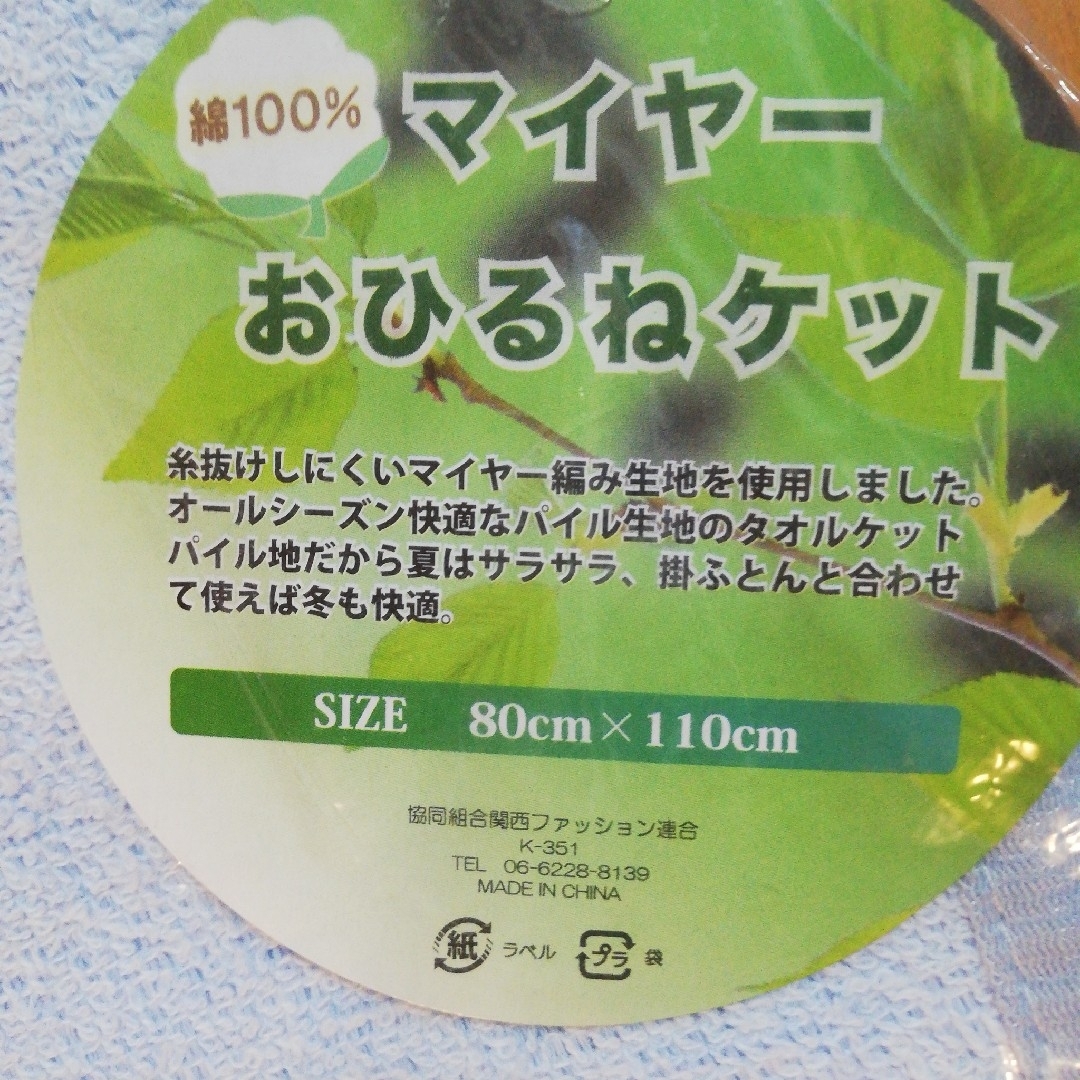 綿100%
マイヤー
おひるねケット
糸抜けしにくいマイヤー編み生地を使用しました。
オールシーズン快適なパイル生地のタオルケット
パイル地だから夏はサラサラ、掛ふとんと合わせ
て使えば冬も快適。
SIZE 80cm×110cm
協同組合関西ファッション連合
K-351
TEL 06-6228-8139
MADE IN CHINA
紙 ラベル プラ 袋